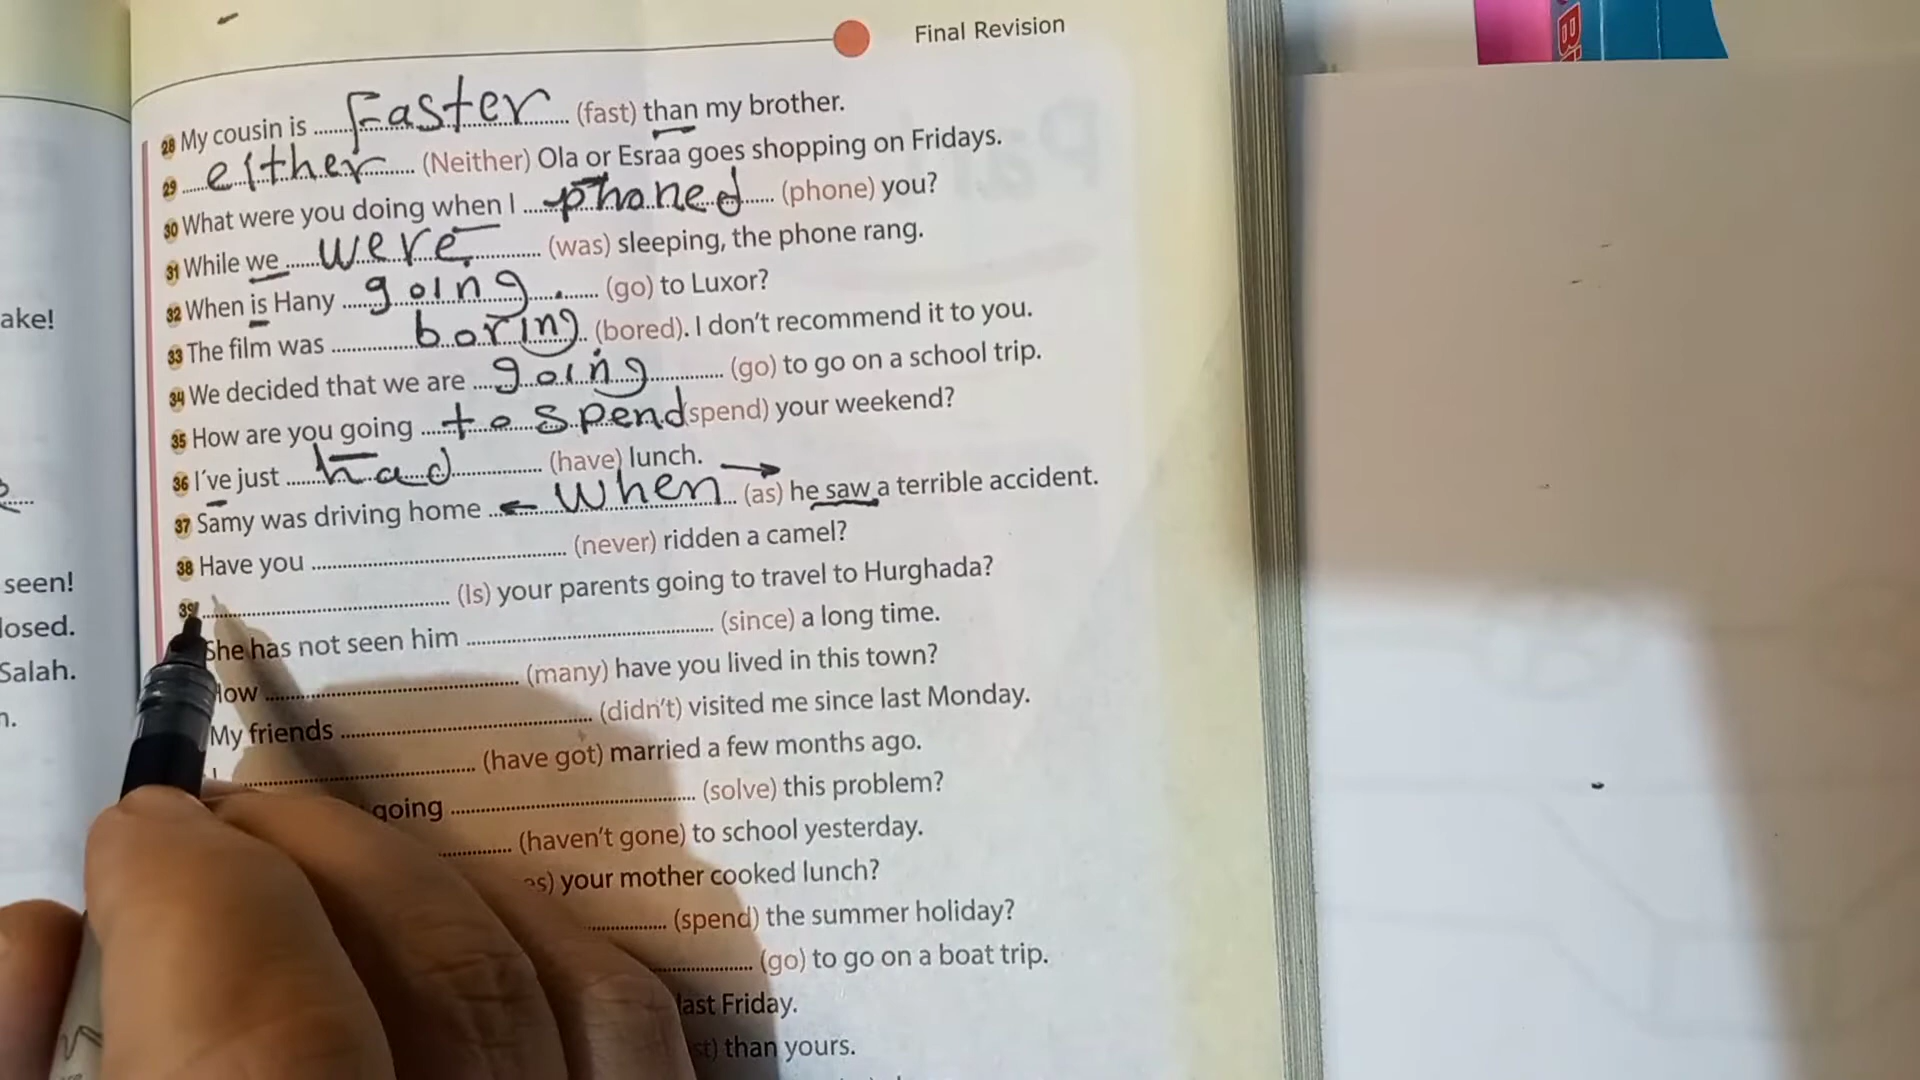 Final Revision
28 My cousin is Faster (fast) than my brother.
29 either (Neither) Ola or Esraa goes shopping on Fridays.
30 What were you doing when I phoned (phone) you?
31 While we were (was) sleeping, the phone rang.
32 When is Hany going (go) to Luxor?
33 The film was boring (bored). I don't recommend it to you.
34 We decided that we are going (go) to go on a school trip.
35 How are you going to spend (spend) your weekend?
36 I've just had (have) lunch.
37 Samy was driving home when (as) he saw a terrible accident.
38 Have you (never) ridden a camel?
39 (Is) your parents going to travel to Hurghada?
She has not seen him (since) a long time.
How (many) have you lived in this town?
My friends (didn't) visited me since last Monday.
I (have got) married a few months ago.
going (solve) this problem?
(haven't gone) to school yesterday.
your mother cooked lunch?
(spend) the summer holiday?
(go) to go on a boat trip.
last Friday.
than yours.
ake!
seen!
losed.
Salah.